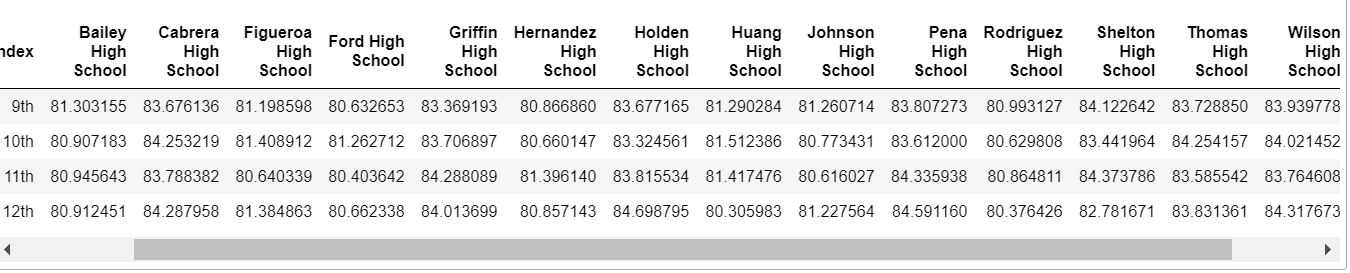 ndex Bailey High School Cabrera High School Figueroa High School Ford High School Griffin High School Hernandez High School Holden High School Huang High School Johnson High School Pena High School Rodriguez High School Shelton High School Thomas High School Wilson High School
9th 81.303155 83.676136 81.198598 80.632653 83.369193 80.866860 83.677165 81.290284 81.260714 83.807273 80.993127 84.122642 83.728850 83.939778
10th 80.907183 84.253219 81.408912 81.262712 83.706897 80.660147 83.324561 81.512386 80.773431 83.612000 80.629808 83.441964 84.254157 84.021452
11th 80.945643 83.788382 80.640339 80.403642 84.288089 81.396140 83.815534 81.417476 80.616027 84.335938 80.864811 84.373786 83.585542 83.764608
12th 80.912451 84.287958 81.384863 80.662338 84.013699 80.857143 84.698795 80.305983 81.227564 84.591160 80.376426 82.781671 83.831361 84.317673